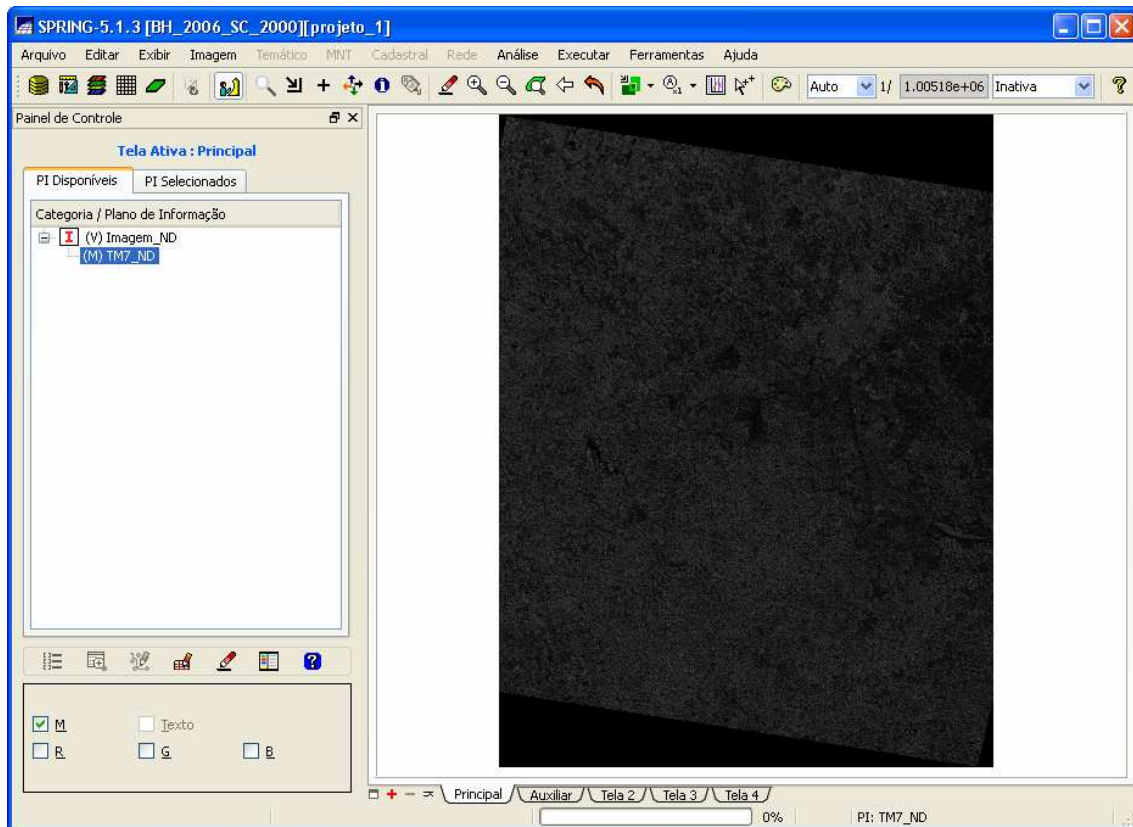 SPRING-5.1.3 [BH_2006_SC_2000][projeto_1]
Arquivo Editar Exibir Imagem Temático MNT Cadastral Rede Análise Executar Ferramentas Ajuda
Auto 1/ 1.00518e+06 Inativa
Painel de Controle
Tela Ativa : Principal
PI Disponíveis PI Selecionados
Categoria / Plano de Informação
(V) Imagem_ND
(M) TM7_ND
M Texto
R G B
Principal Auxiliar Tela 2 Tela 3 Tela 4
0% PI: TM7_ND